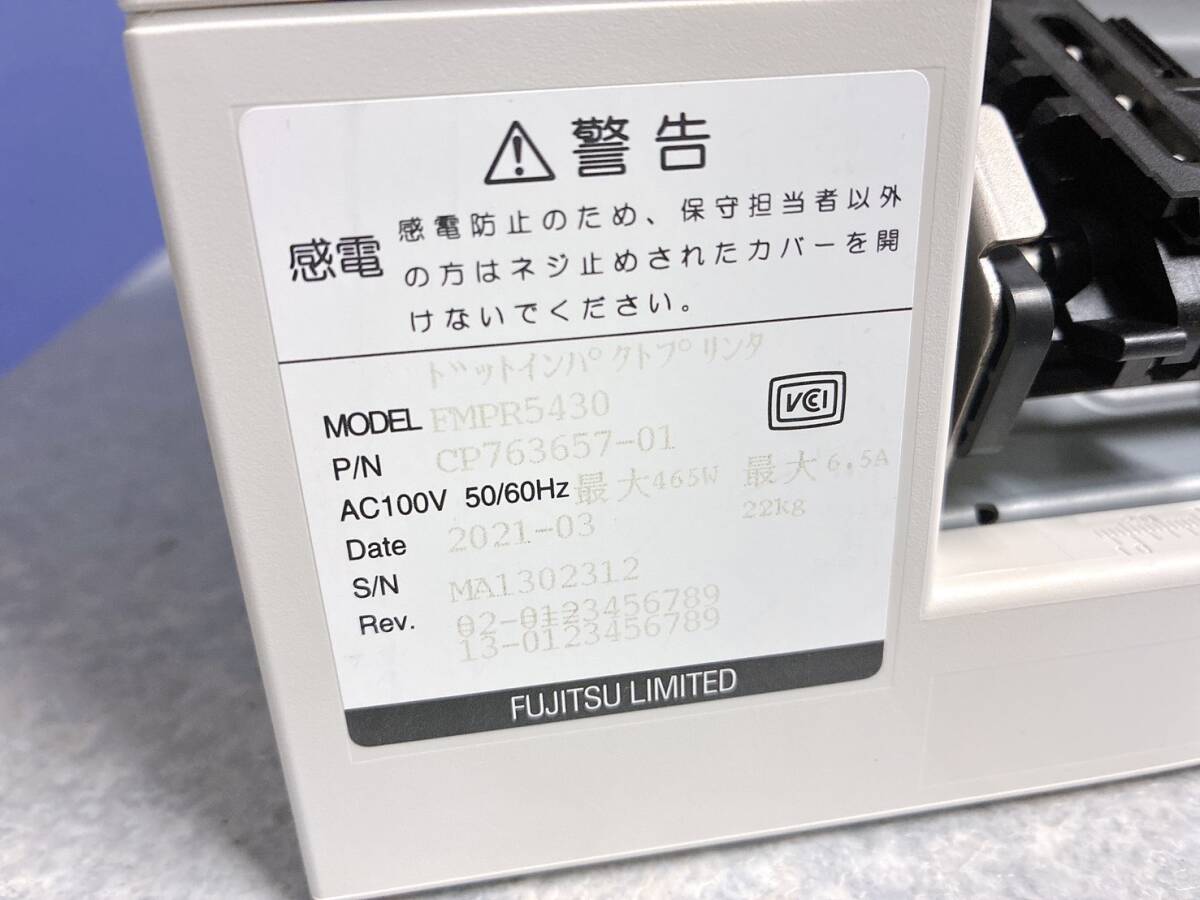 警告
感電
感電防止のため、保守担当者以外
の方はネジ止めされたカバーを開
けないでください。
ドットインパクトプリンタ
MODEL FMPR5430
VCCI
P/N CP763657-01
AC100V 50/60Hz 最大465W 最大6.5A
Date 2021-03 22kg
S/N MA1302312
Rev. 02-0123456789
13-0123456789
FUJITSU LIMITED